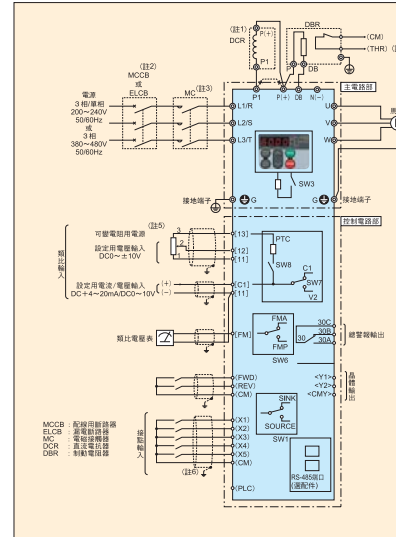 (註1)
P(+)
DCR
P1
DBR
(CM)
(THR)
P
DB
(註2)
MCCB
或
ELCB
(註3)
MC
電源
3相/單相
200～240V
50/60Hz
或
3相
380～480V
50/60Hz
P1
P(+)
DB
N(−)
主電路部
L1/R
L2/S
L3/T
U
V
W
SW3
接地端子
G
G
接地端子
控制電路部
類比輸入
(註5)
可變電阻用電源
3
2
1
[13]
設定用電壓輸入
DC0～±10V
[12]
[11]
PTC
SW8
C1
SW7
V2
設定用電流/電壓輸入
DC+4～20mA/DC0～10V
(+)
(−)
[C1]
[11]
類比電壓表
[FM]
FMA
FMP
SW6
30
30C
30B
30A
總警報輸出
(FWD)
(REV)
(CM)
<Y1>
<Y2>
<CMY>
晶體輸出
SINK
SOURCE
SW1
接點輸入
(X1)
(X2)
(X3)
(X4)
(X5)
(CM)
(註6)
(PLC)
RS-485端口
(選配件)
MCCB：配線用斷路器
ELCB：漏電斷路器
MC：電磁接觸器
DCR：直流電抗器
DBR：制動電阻器